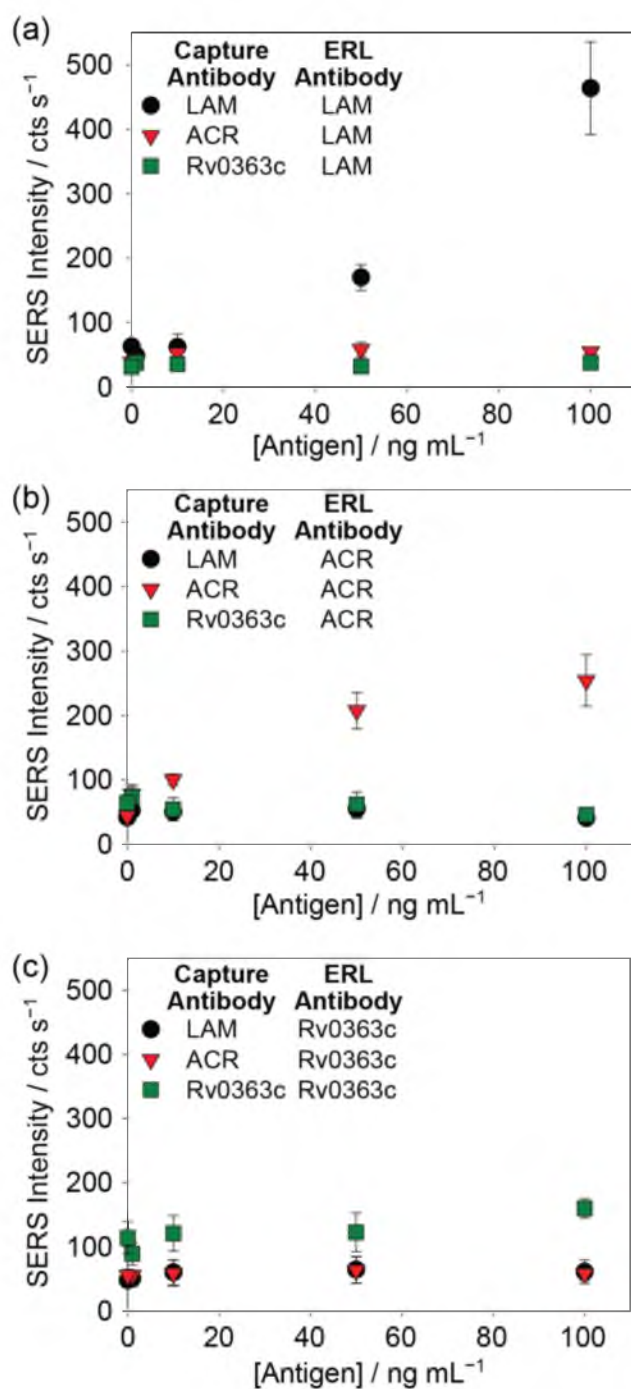 (a)
Capture ERL
Antibody Antibody
LAM LAM
ACR LAM
Rv0363c LAM
500
400
300
200
100
0
SERS Intensity / cts s⁻¹
0 20 40 60 80 100
[Antigen] / ng mL⁻¹
(b)
Capture ERL
Antibody Antibody
LAM ACR
ACR ACR
Rv0363c ACR
500
400
300
200
100
0
SERS Intensity / cts s⁻¹
0 20 40 60 80 100
[Antigen] / ng mL⁻¹
(c)
Capture ERL
Antibody Antibody
LAM Rv0363c
ACR Rv0363c
Rv0363c Rv0363c
500
400
300
200
100
0
SERS Intensity / cts s⁻¹
0 20 40 60 80 100
[Antigen] / ng mL⁻¹